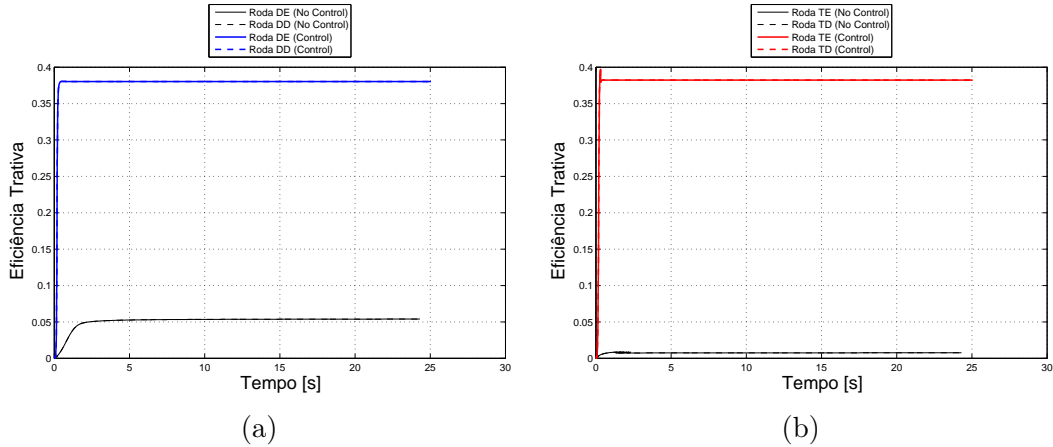 Roda DE (No Control)
Roda DD (No Control)
Roda DE (Control)
Roda DD (Control)
0.4
0.35
0.3
0.25
0.2
0.15
0.1
0.05
0
Eficiência Trativa
0 5 10 15 20 25 30
Tempo [s]
(a)
Roda TE (No Control)
Roda TD (No Control)
Roda TE (Control)
Roda TD (Control)
0.4
0.35
0.3
0.25
0.2
0.15
0.1
0.05
0
Eficiência Trativa
0 5 10 15 20 25 30
Tempo [s]
(b)